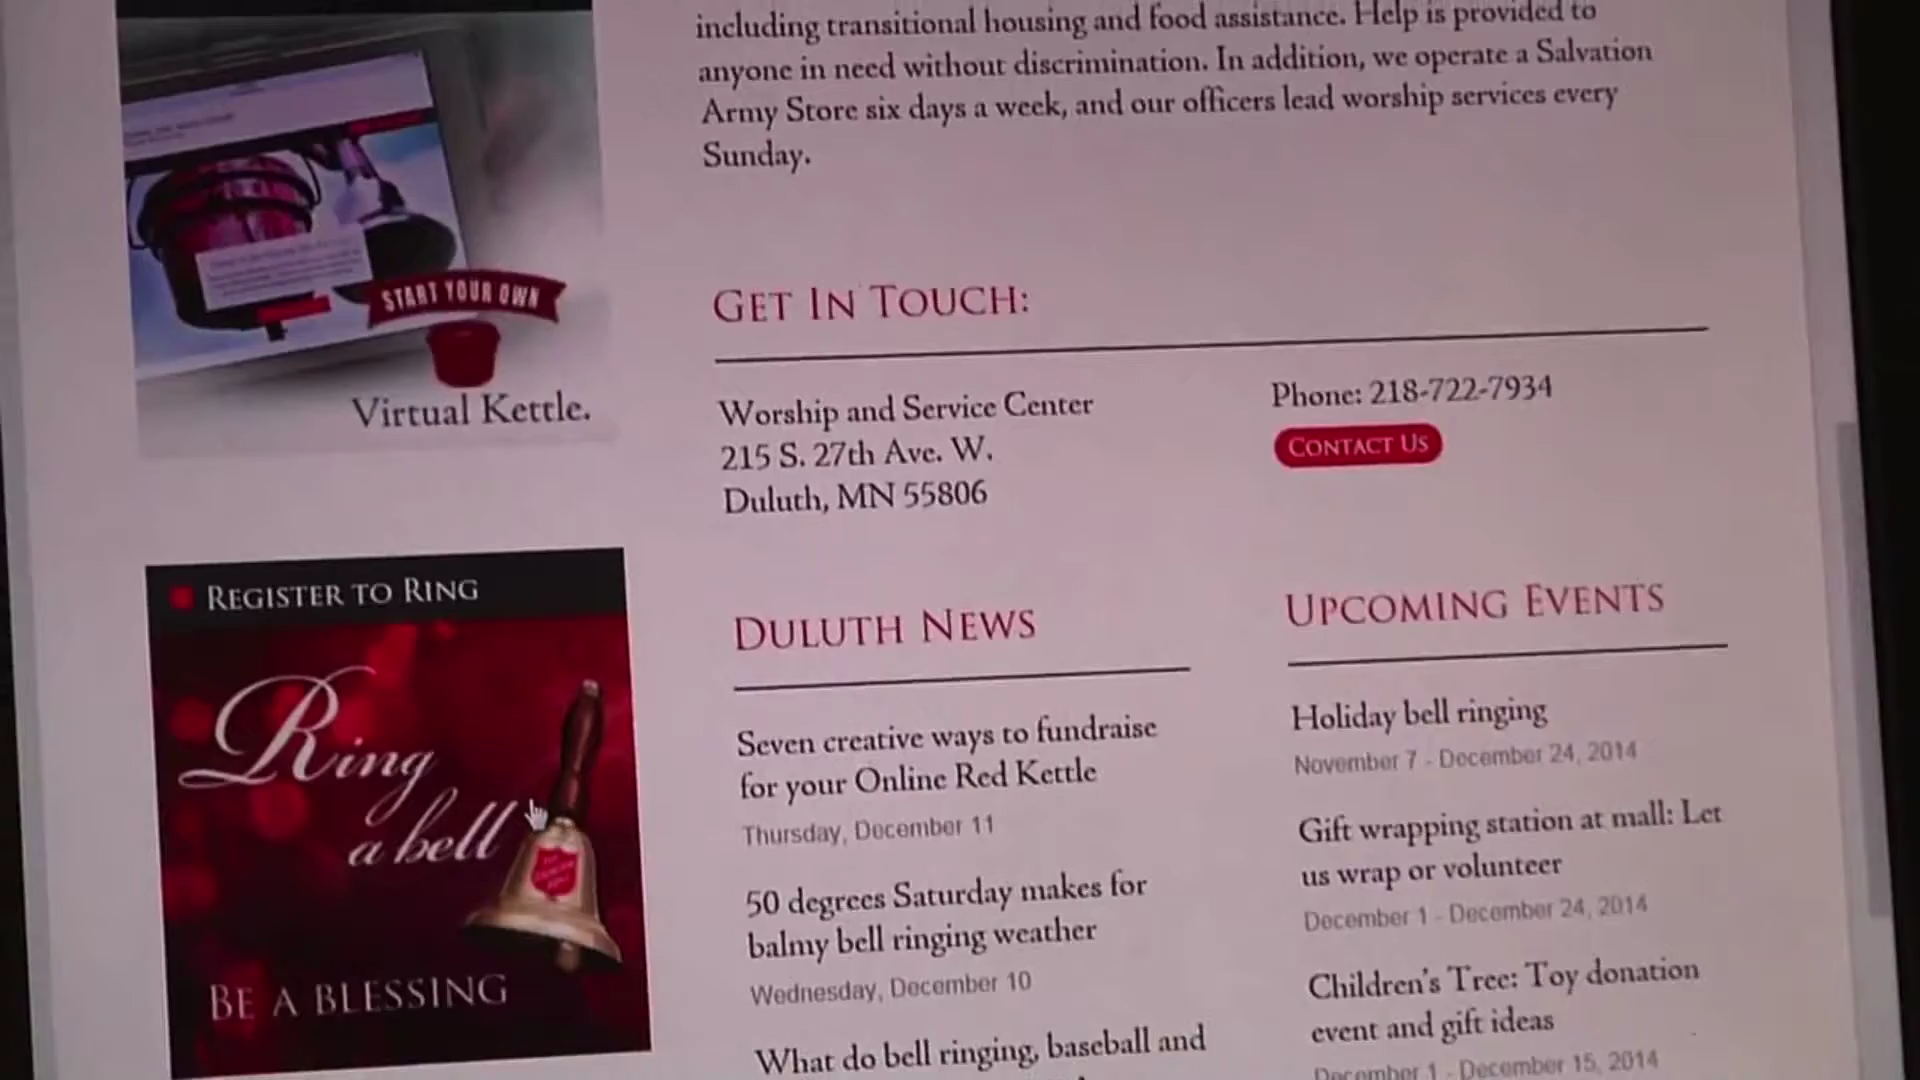 including transitional housing and food assistance. Help is provided to
anyone in need without discrimination. In addition, we operate a Salvation
Army Store six days a week, and our officers lead worship services every
Sunday.
START YOUR OWN
Virtual Kettle.
GET IN TOUCH:
Worship and Service Center
215 S. 27th Ave. W.
Duluth, MN 55806
Phone: 218-722-7934
CONTACT US
REGISTER TO RING
Ring
a bell
BE A BLESSING
DULUTH NEWS
Seven creative ways to fundraise
for your Online Red Kettle
Thursday, December 11
50 degrees Saturday makes for
balmy bell ringing weather
Wednesday, December 10
What do bell ringing, baseball and
UPCOMING EVENTS
Holiday bell ringing
November 7 - December 24, 2014
Gift wrapping station at mall: Let
us wrap or volunteer
December 1 - December 24, 2014
Children's Tree: Toy donation
event and gift ideas
December 1 - December 15, 2014